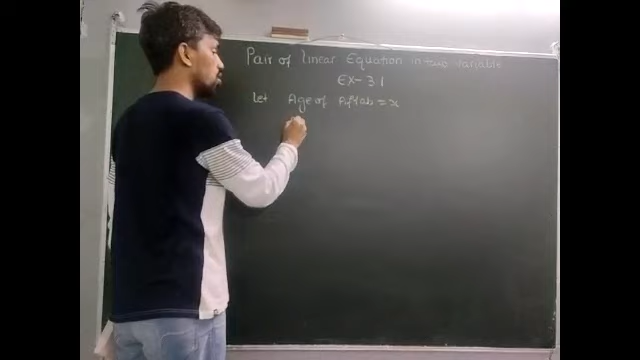 Pair of linear Equation in two variable
EX-3.1
Let Age of Aftab = x